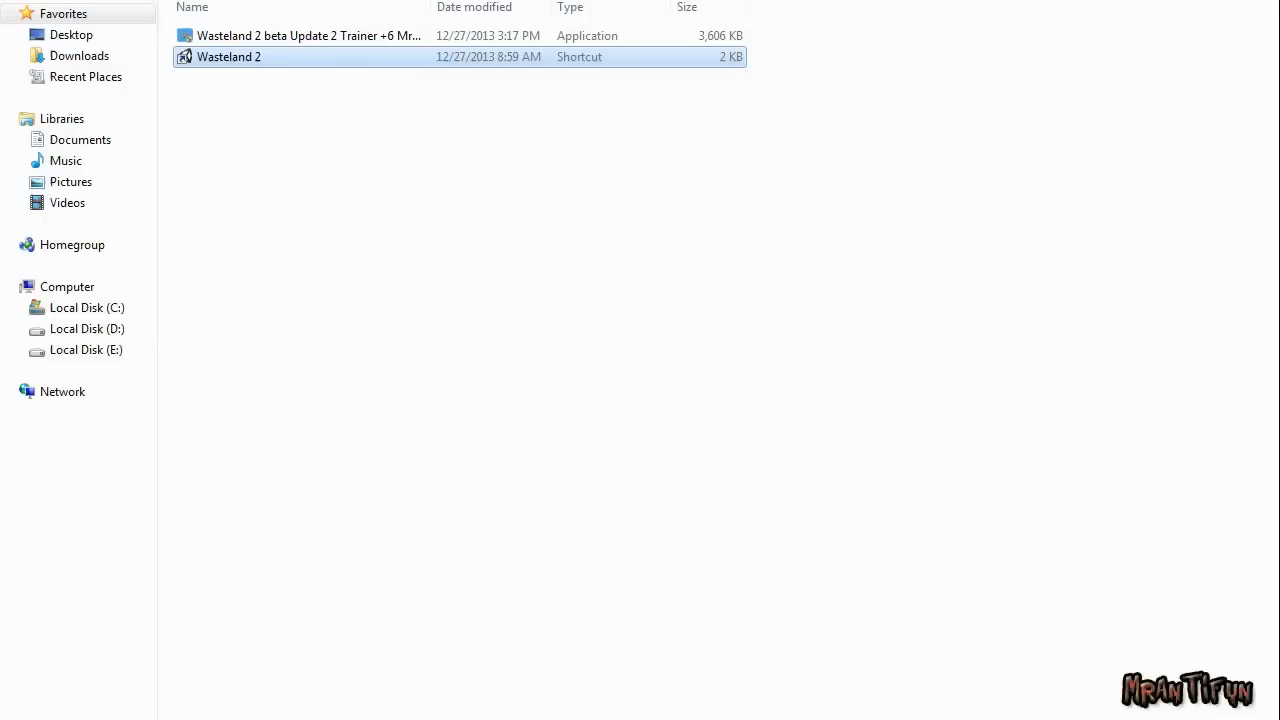 Favorites
Desktop
Downloads
Recent Places
Libraries
Documents
Music
Pictures
Videos
Homegroup
Computer
Local Disk (C:)
Local Disk (D:)
Local Disk (E:)
Network
Name Date modified Type Size
Wasteland 2 beta Update 2 Trainer +6 Mr... 12/27/2013 3:17 PM Application 3,606 KB
Wasteland 2 12/27/2013 8:59 AM Shortcut 2 KB
MrAnTiFun